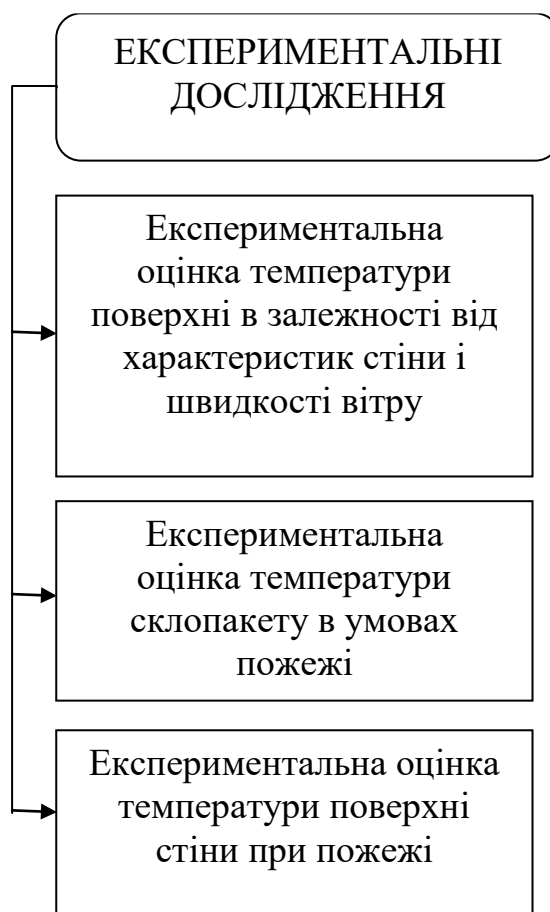 ЕКСПЕРИМЕНТАЛЬНІ
ДОСЛІДЖЕННЯ
Експериментальна
оцінка температури
поверхні в залежності від
характеристик стіни і
швидкості вітру
Експериментальна
оцінка температури
склопакету в умовах
пожежі
Експериментальна оцінка
температури поверхні
стіни при пожежі